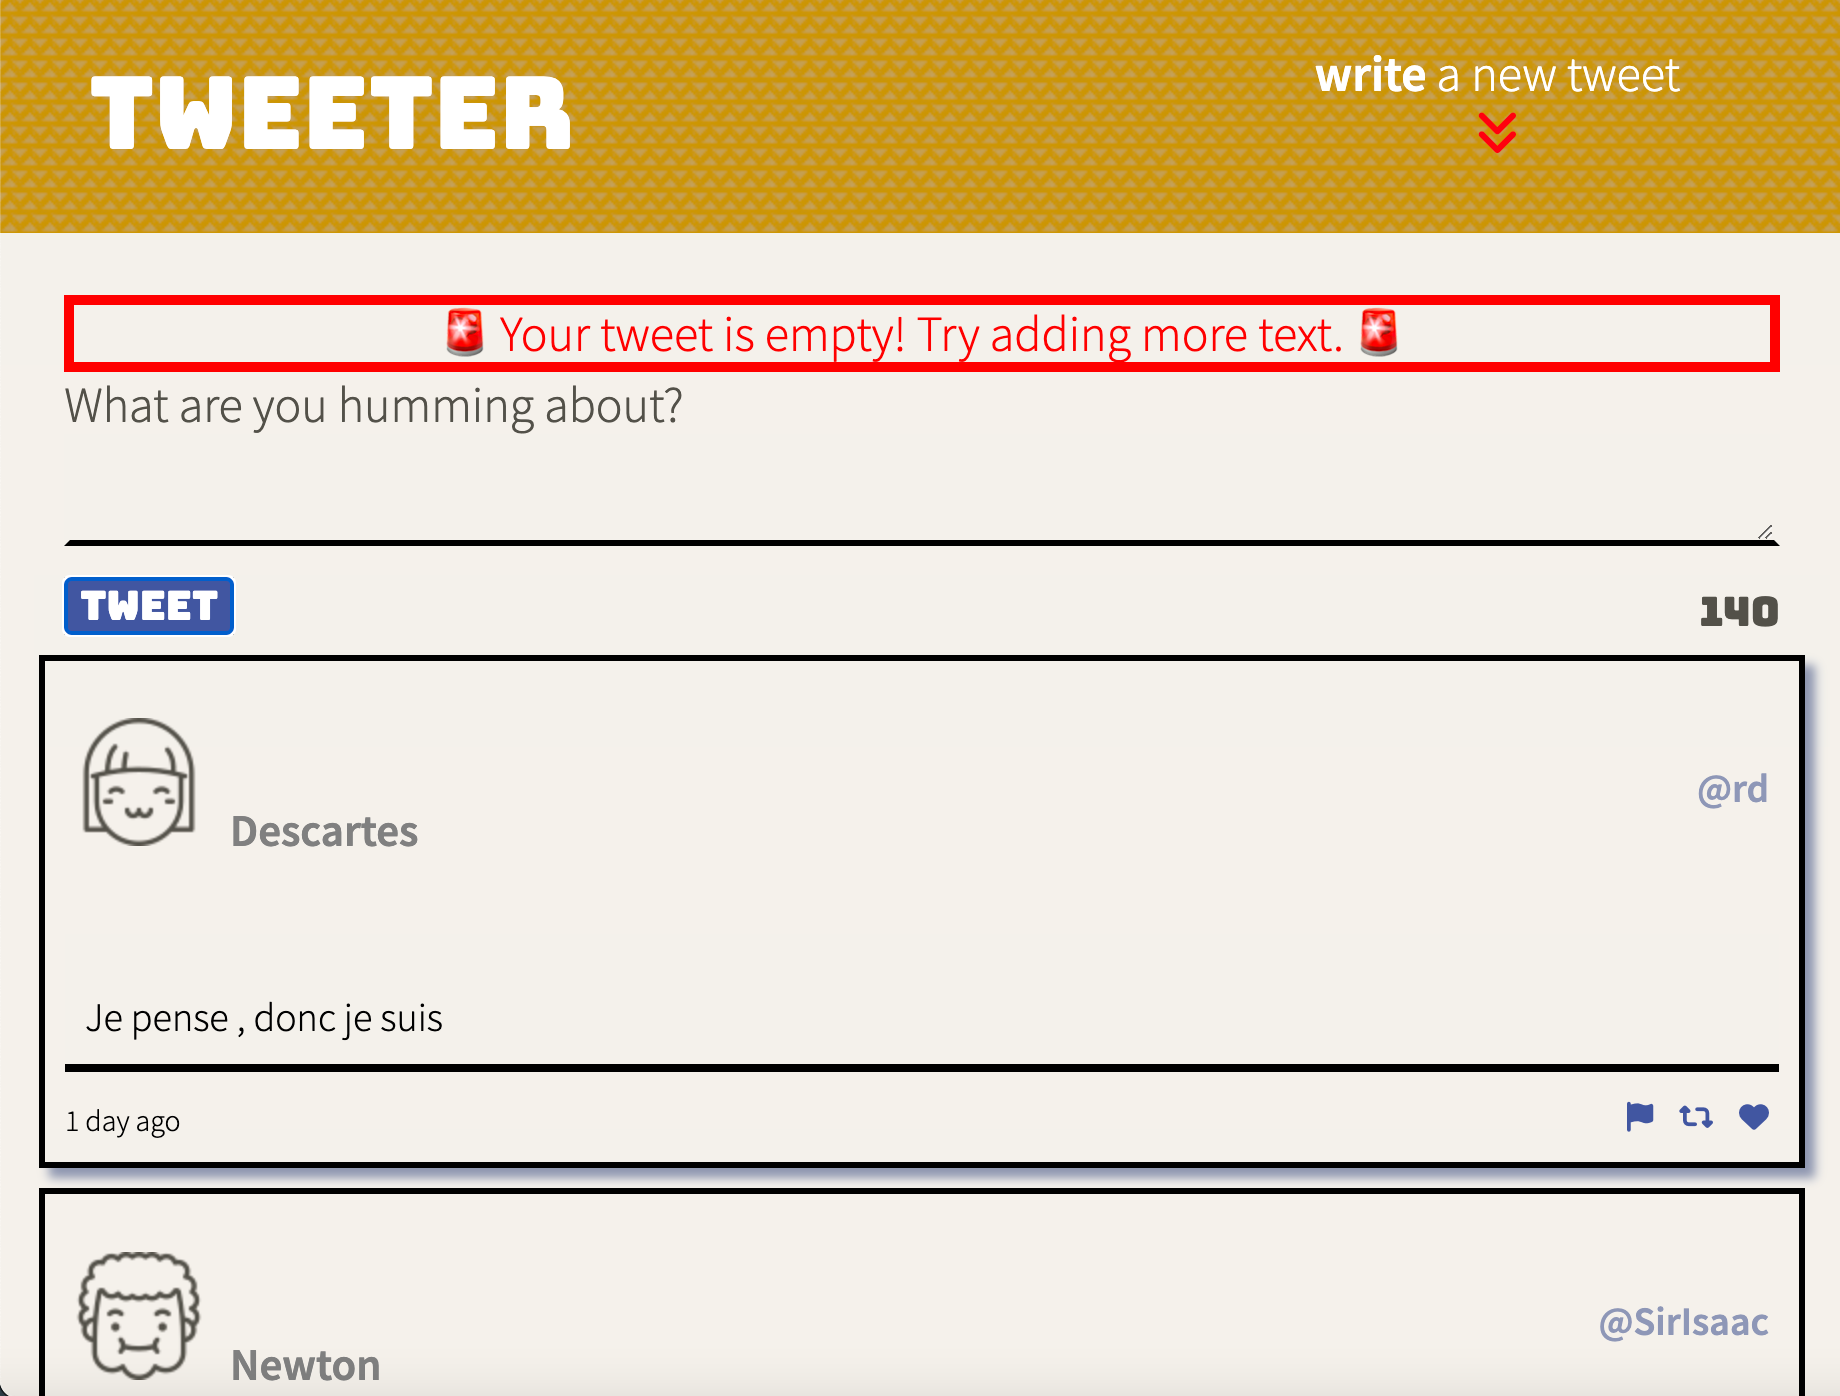 TWEETER
write a new tweet
🚨 Your tweet is empty! Try adding more text. 🚨
What are you humming about?
TWEET
140
Descartes
@rd
Je pense , donc je suis
1 day ago
Newton
@SirIsaac